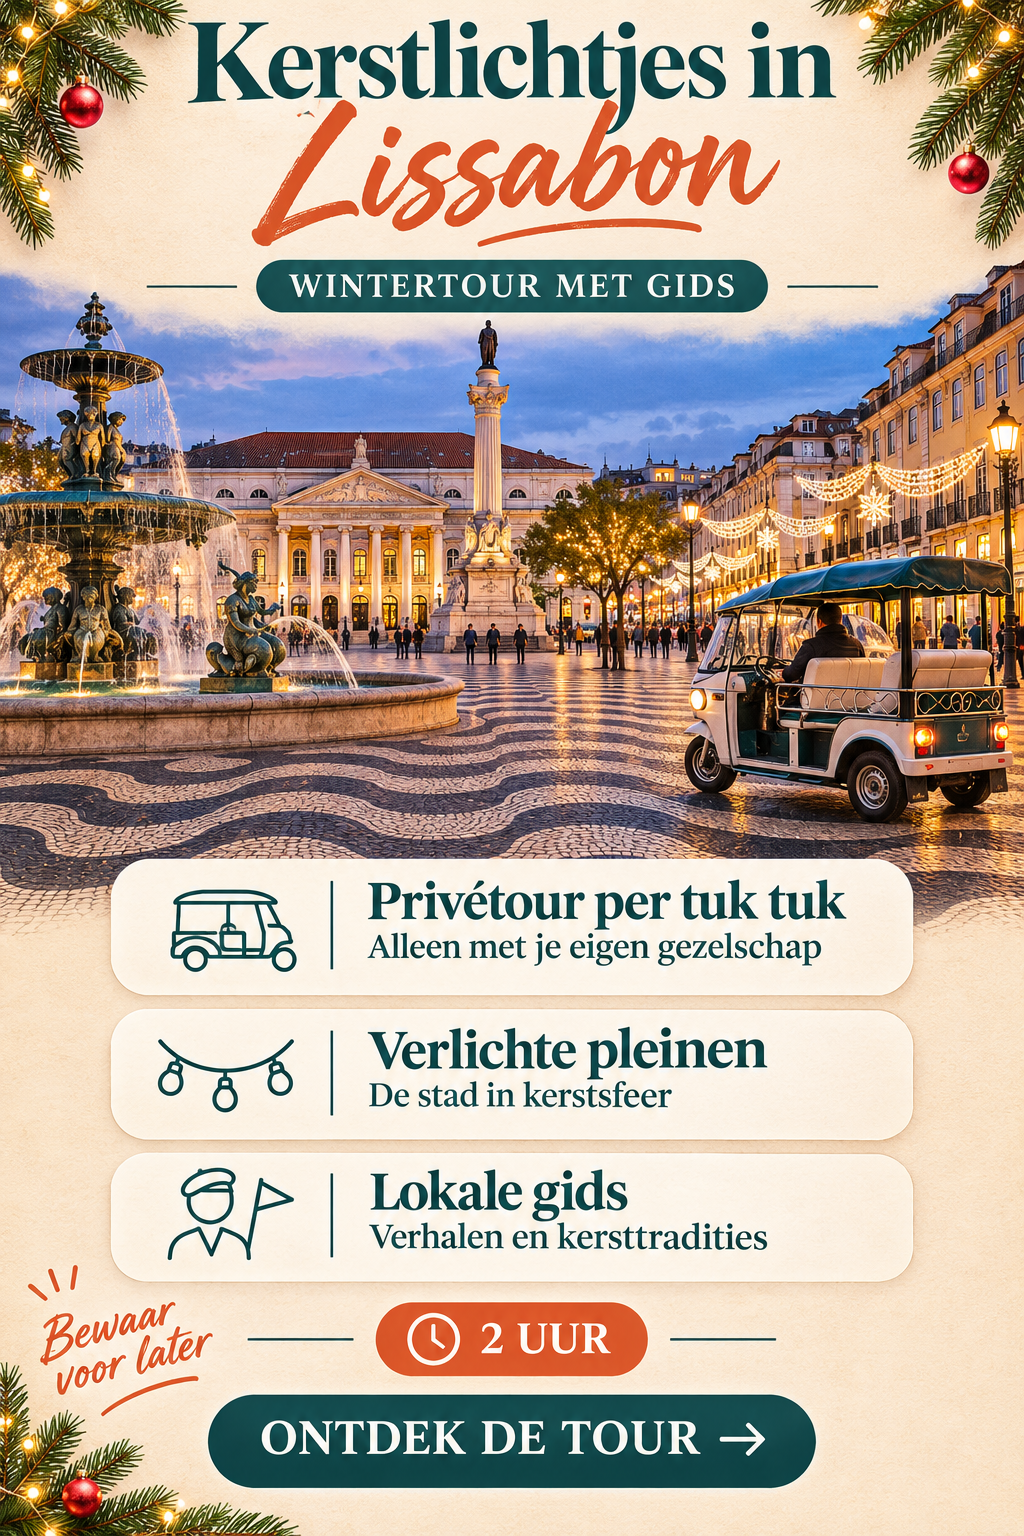 Kerstlichtjes in
Lissabon
WINTERTOUR MET GIDS
Privétour per tuk tuk
Alleen met je eigen gezelschap
Verlichte pleinen
De stad in kerstsfeer
Lokale gids
Verhalen en kersttradities
Bewaar
voor later
2 UUR
ONTDEK DE TOUR →